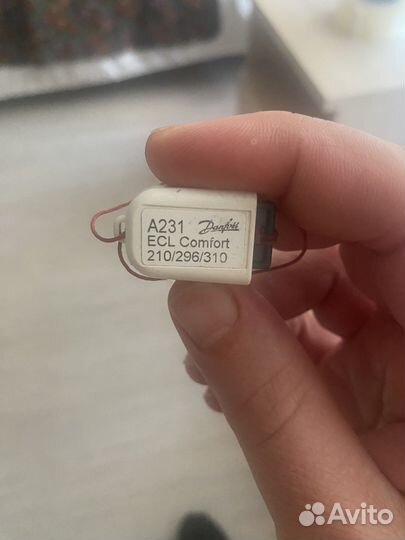 A231 Danfoss
ECL Comfort
210/296/310
Avito